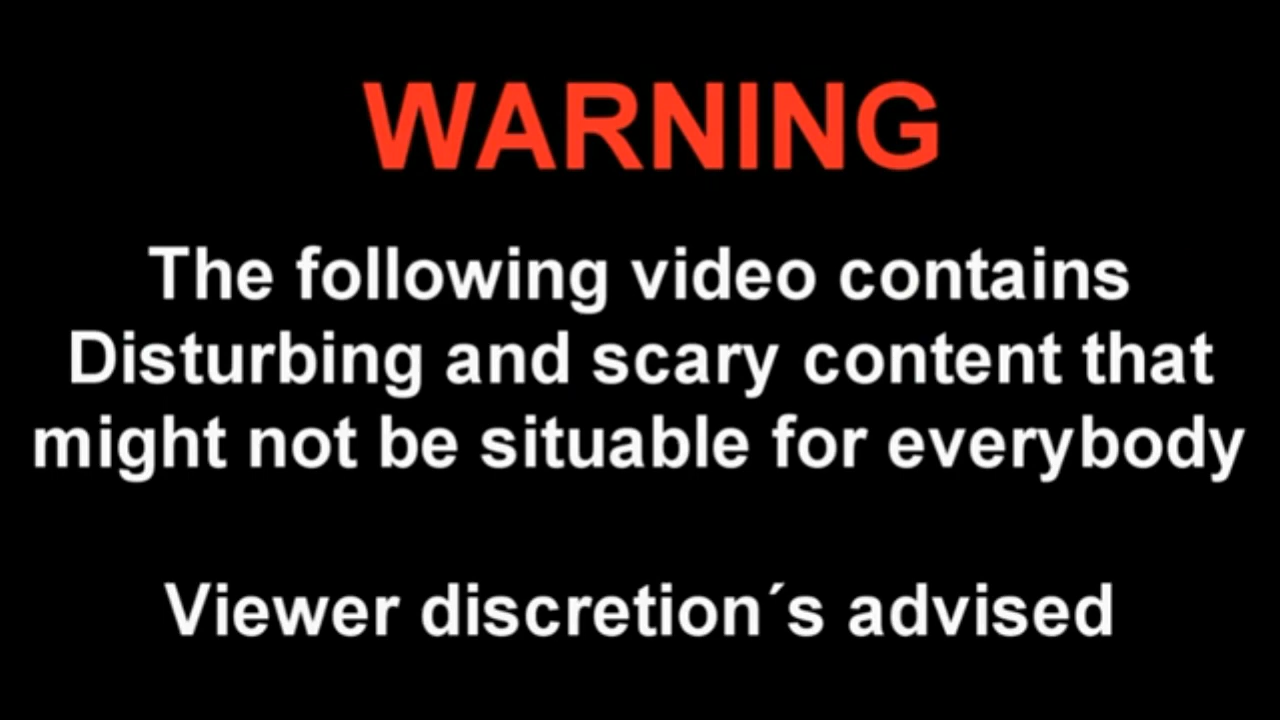 WARNING
The following video contains
Disturbing and scary content that
might not be situable for everybody
Viewer discretion´s advised